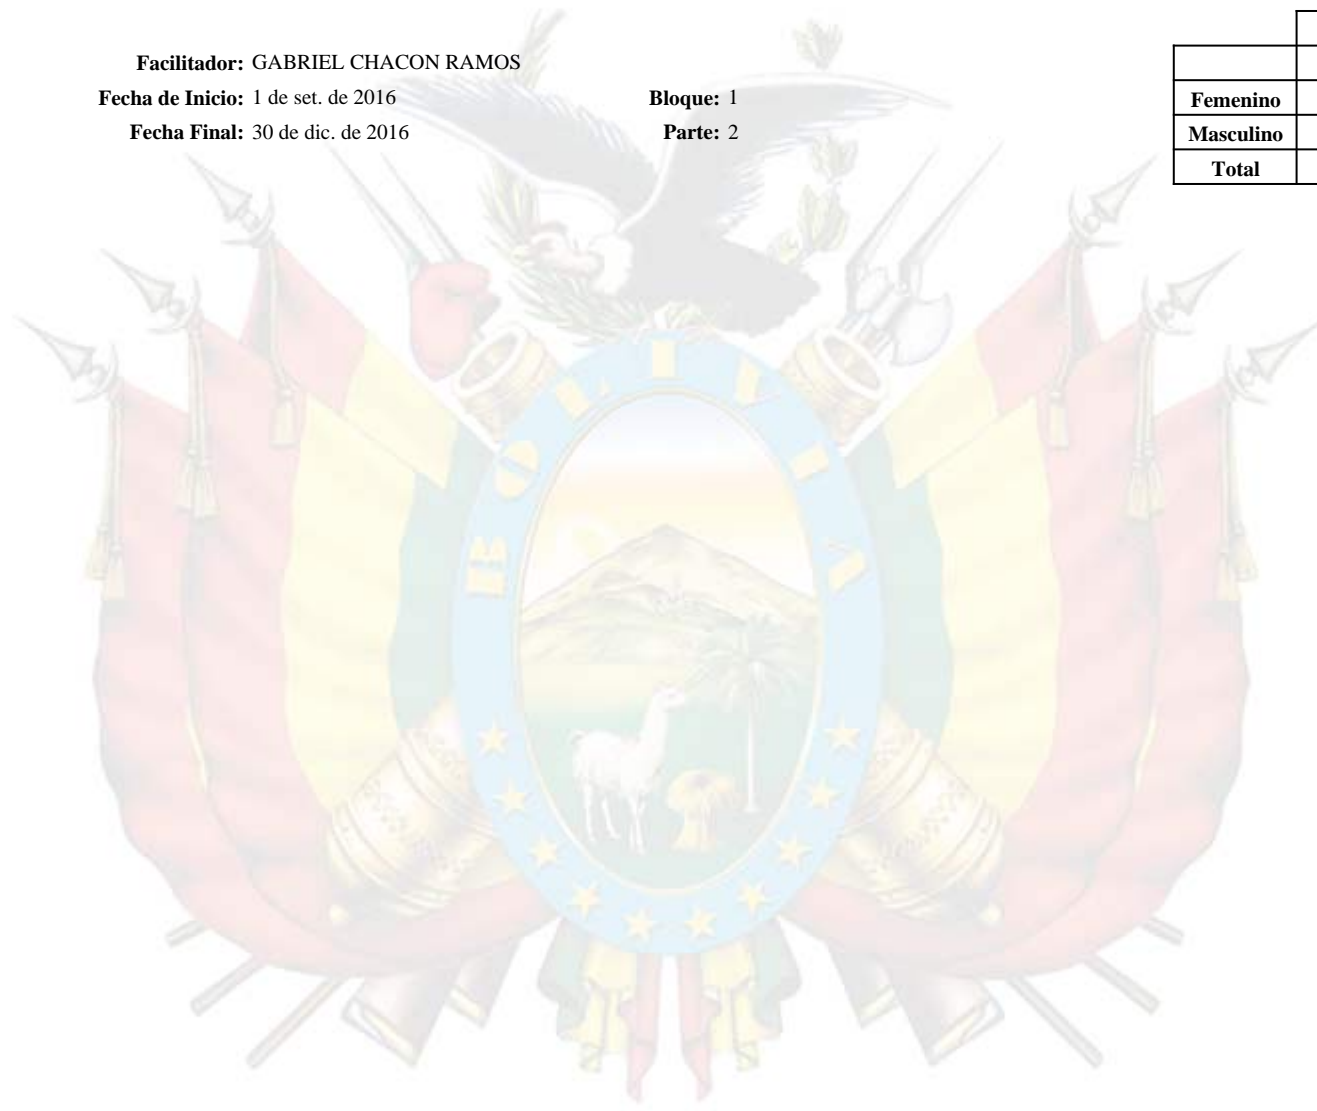 Facilitador: GABRIEL CHACON RAMOS
Fecha de Inicio: 1 de set. de 2016 Bloque: 1
Fecha Final: 30 de dic. de 2016 Parte: 2
Femenino
Masculino
Total
BOLIVIA